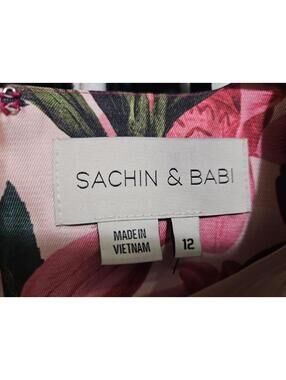 SACHIN & BABI
MADE IN
VIETNAM
12